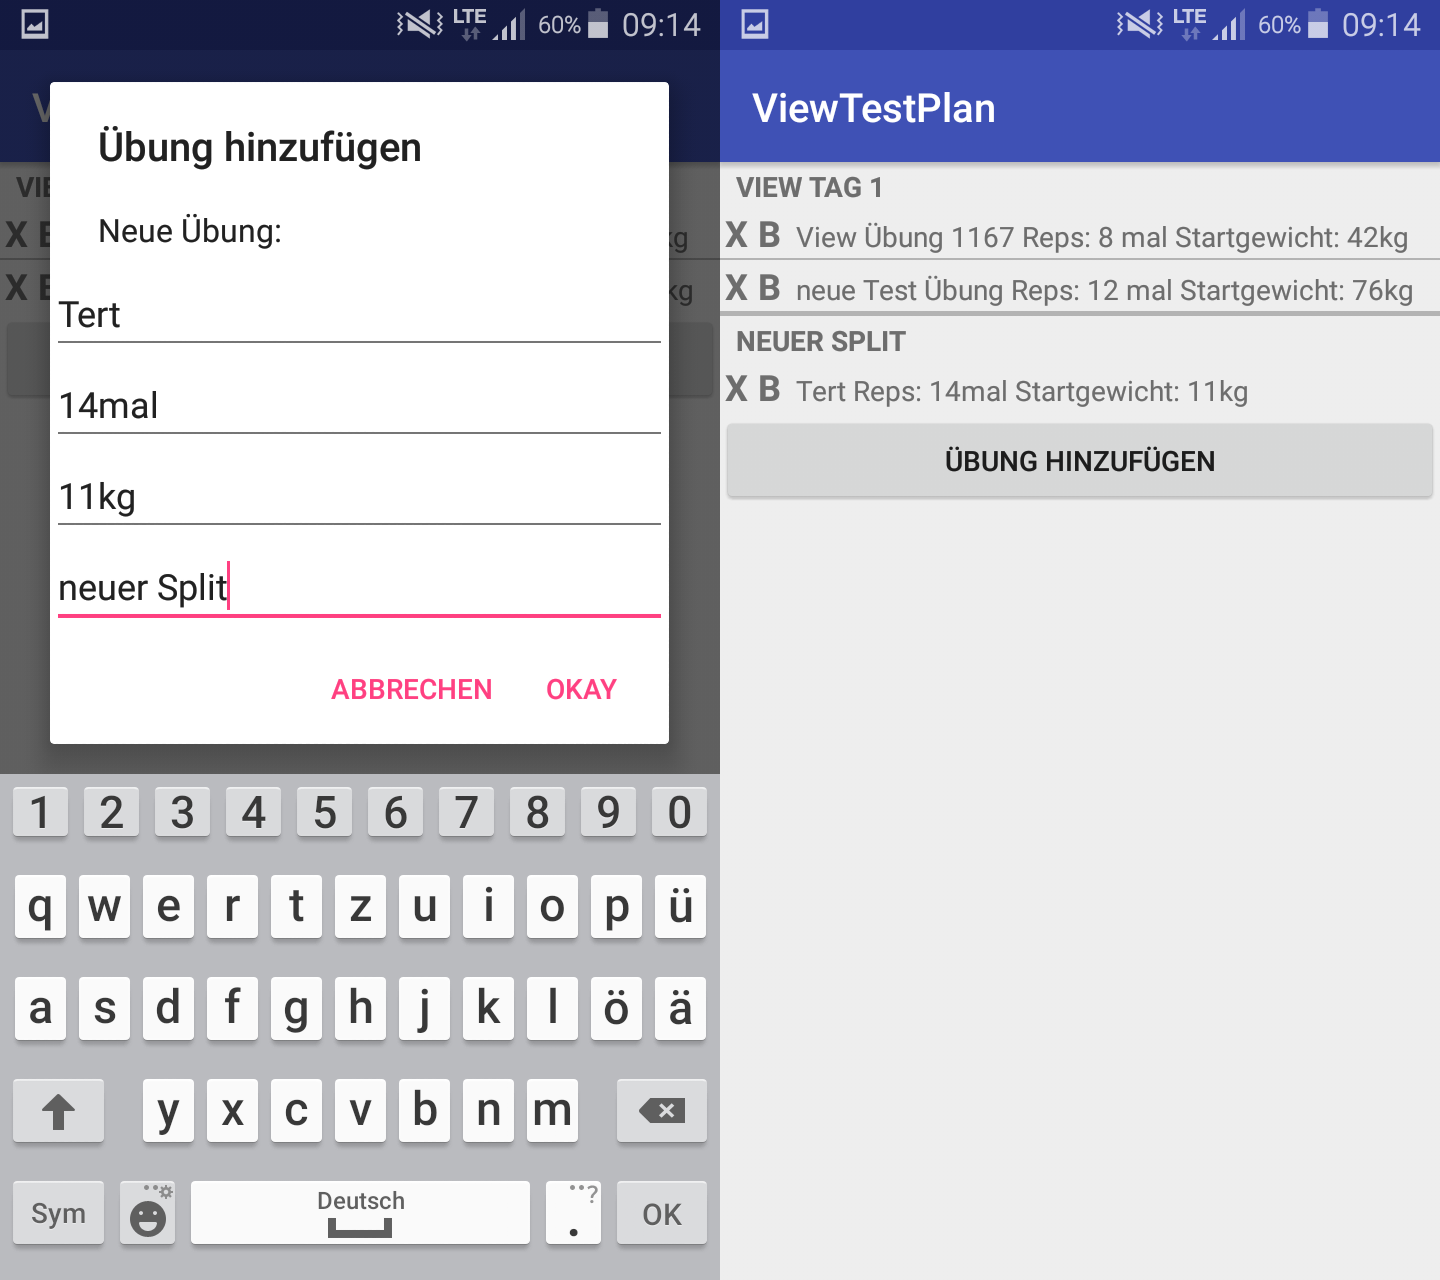 LTE 60% 09:14
V
Übung hinzufügen
Neue Übung:
VIE
X B kg
X B kg
Tert
14mal
11kg
neuer Split
ABBRECHEN OKAY
1 2 3 4 5 6 7 8 9 0
q w e r t z u i o p ü
a s d f g h j k l ö ä
y x c v b n m
Sym Deutsch . ? OK
LTE 60% 09:14
ViewTestPlan
VIEW TAG 1
X B View Übung 1167 Reps: 8 mal Startgewicht: 42kg
X B neue Test Übung Reps: 12 mal Startgewicht: 76kg
NEUER SPLIT
X B Tert Reps: 14mal Startgewicht: 11kg
ÜBUNG HINZUFÜGEN